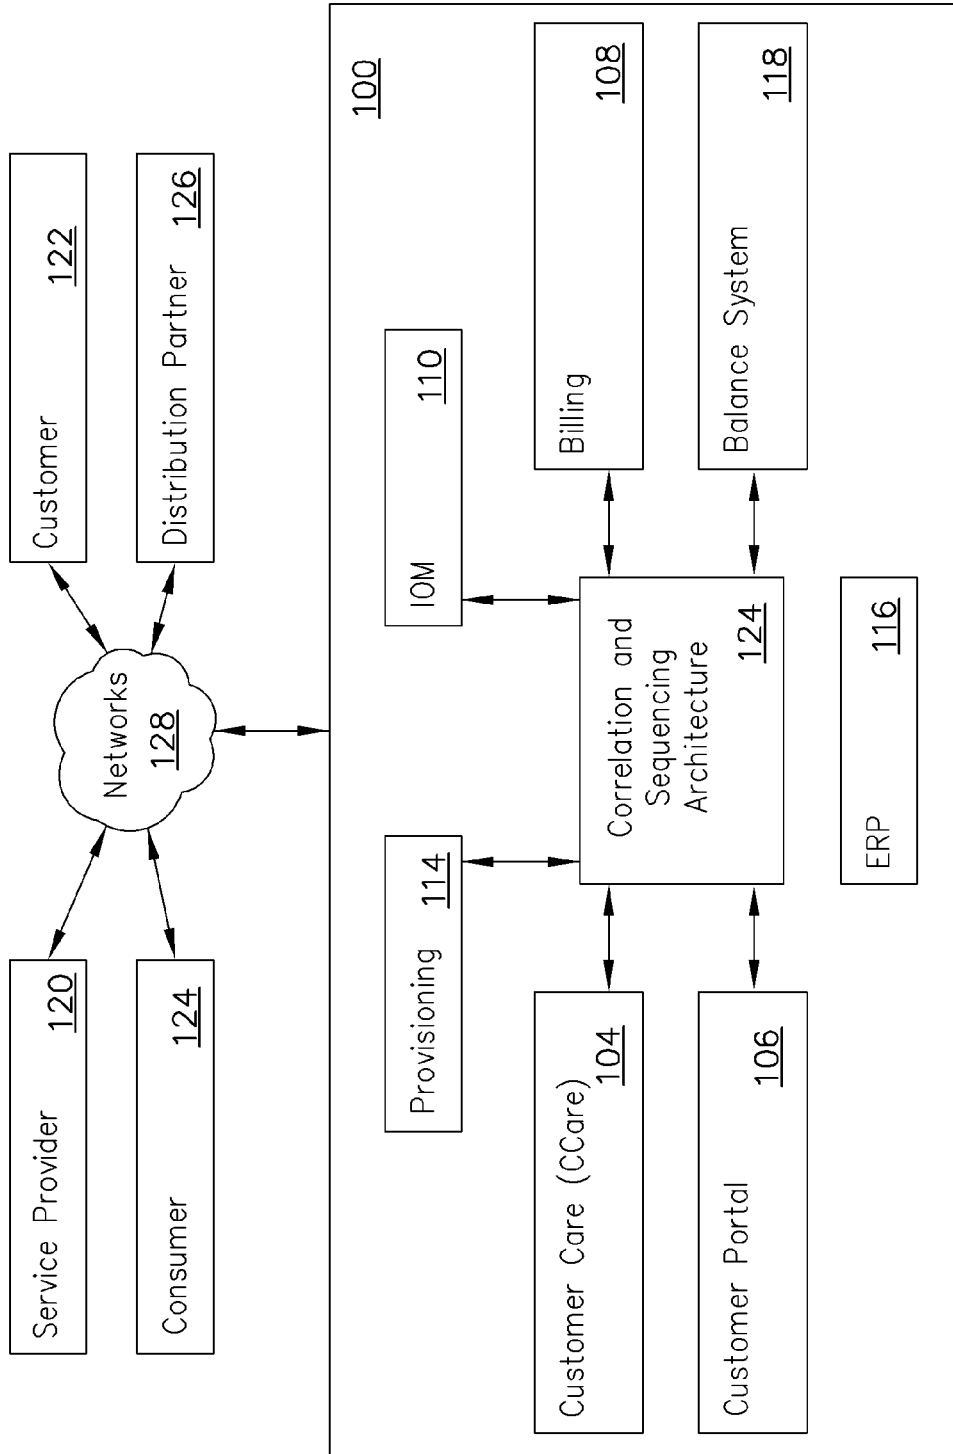 Service Provider
120
Consumer
124
Networks
128
Customer
122
Distribution Partner
126
100
Provisioning
114
IOM
110
Customer Care (CCare)
104
Customer Portal
106
Correlation and
Sequencing
Architecture
124
Billing
108
Balance System
118
ERP
116